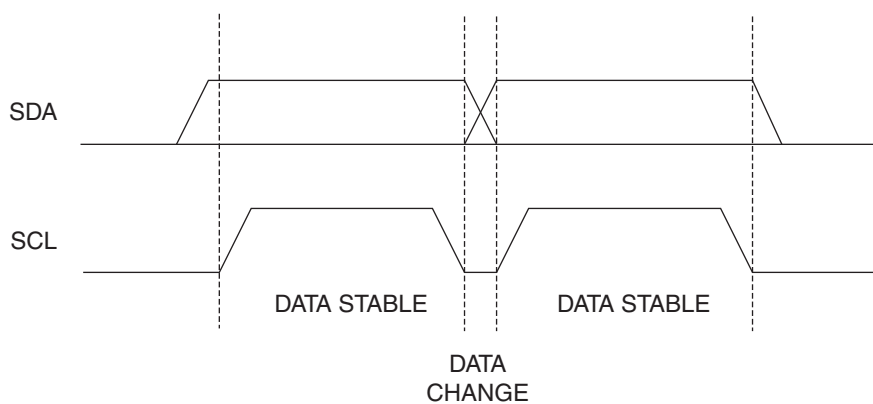 SDA
SCL
DATA STABLE DATA STABLE
DATA
CHANGE